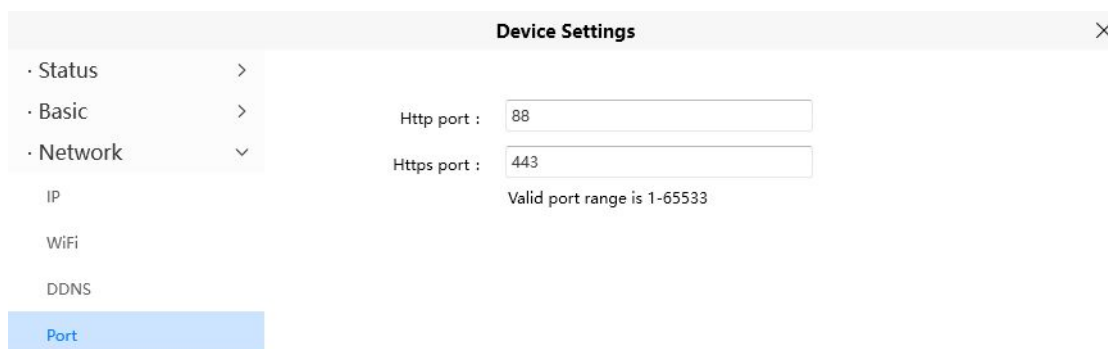 Device Settings
· Status
· Basic
· Network
IP
WiFi
DDNS
Port
Http port : 88
Https port : 443
Valid port range is 1-65533